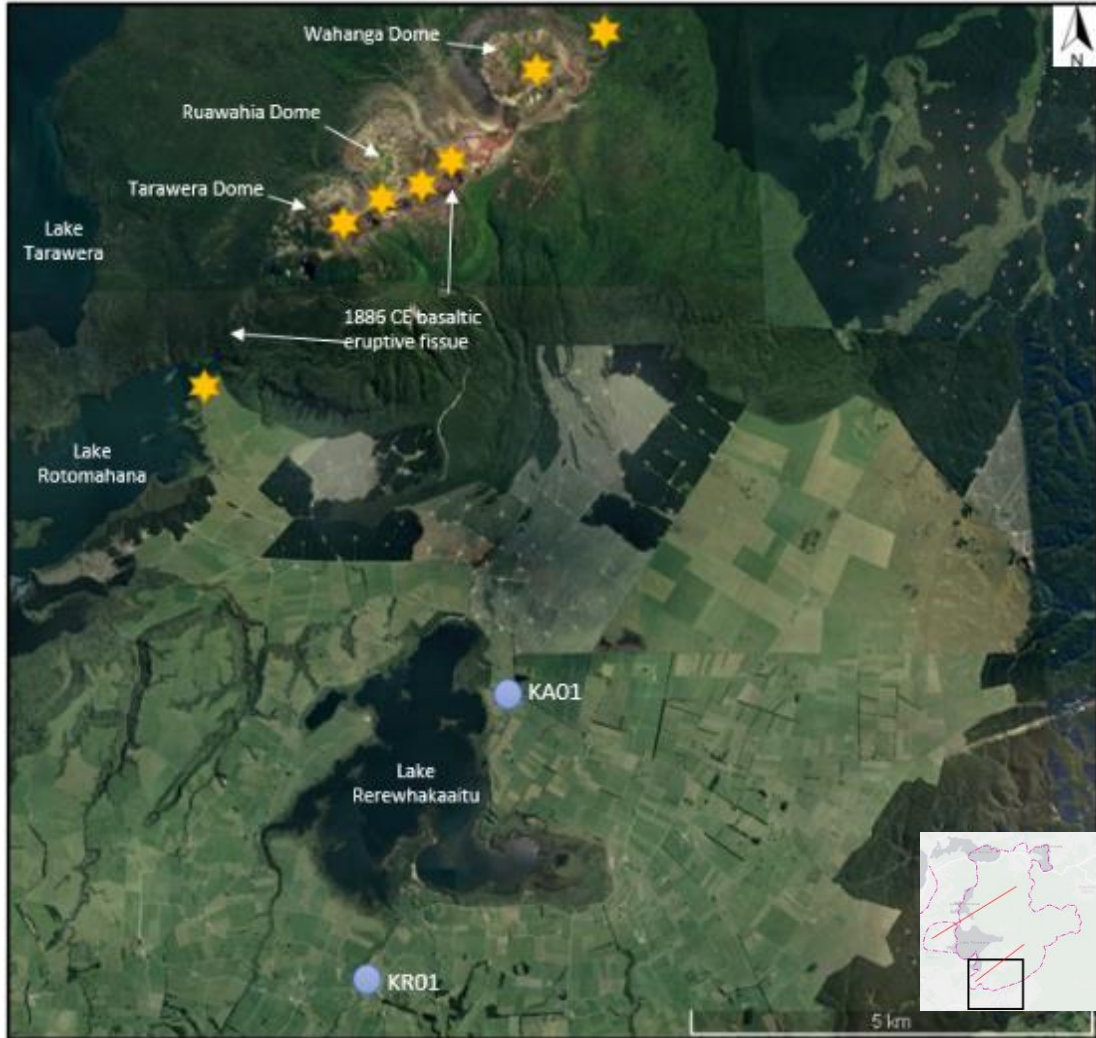 Wahanga Dome
N
Ruawahia Dome
Tarawera Dome
Lake
Tarawera
1886 CE basaltic
eruptive fissue
Lake
Rotomahana
KA01
Lake
Rerewhakaaitu
KR01
5 km